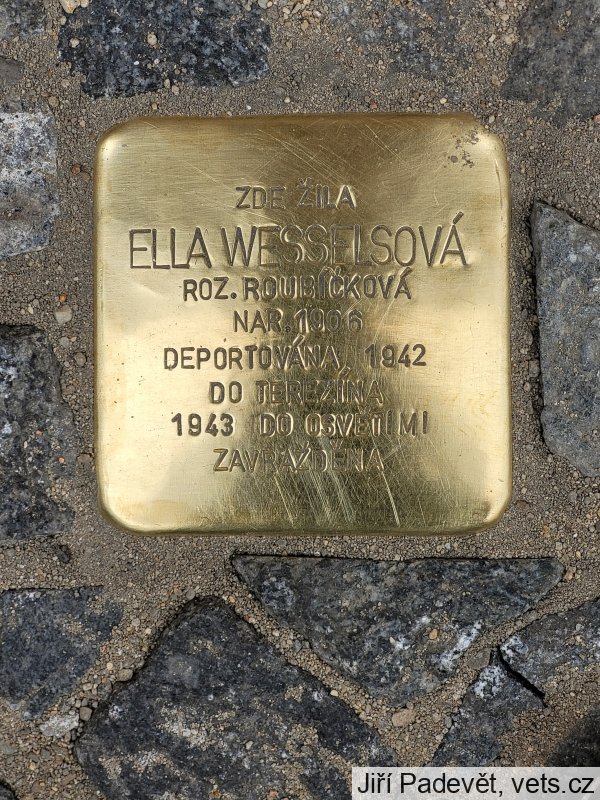 ZDE ŽILA
ELLA WESSELSOVÁ
ROZ. ROUBÍČKOVÁ
NAR. 1906
DEPORTOVÁNA 1942
DO TEREZÍNA
1943 DO OSVĚTIMI
ZAVRAŽDĚNA
Jiří Padevět, vets.cz